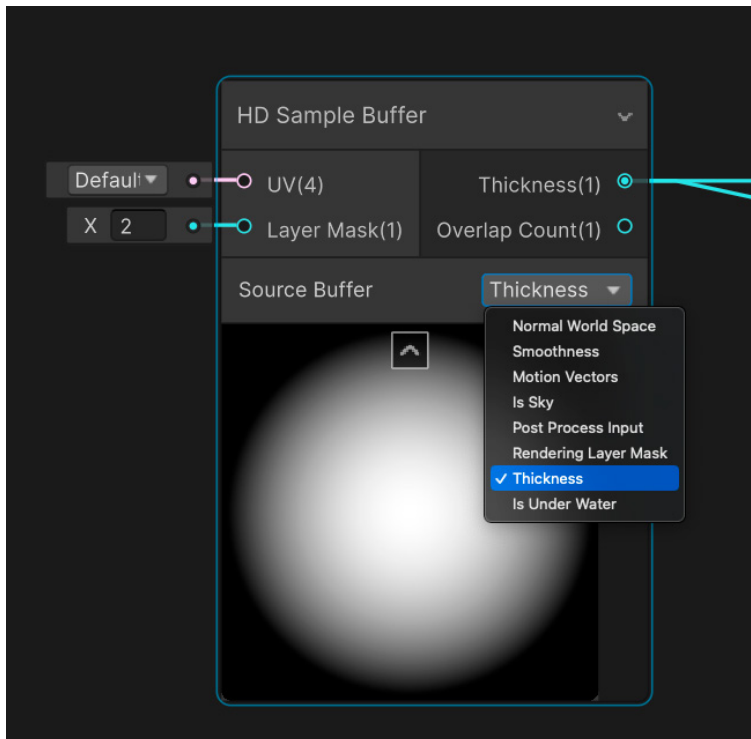 HD Sample Buffer
Defaul
UV(4)
Thickness(1)
X 2
Layer Mask(1)
Overlap Count(1)
Source Buffer
Thickness
Normal World Space
Smoothness
Motion Vectors
Is Sky
Post Process Input
Rendering Layer Mask
Thickness
Is Under Water